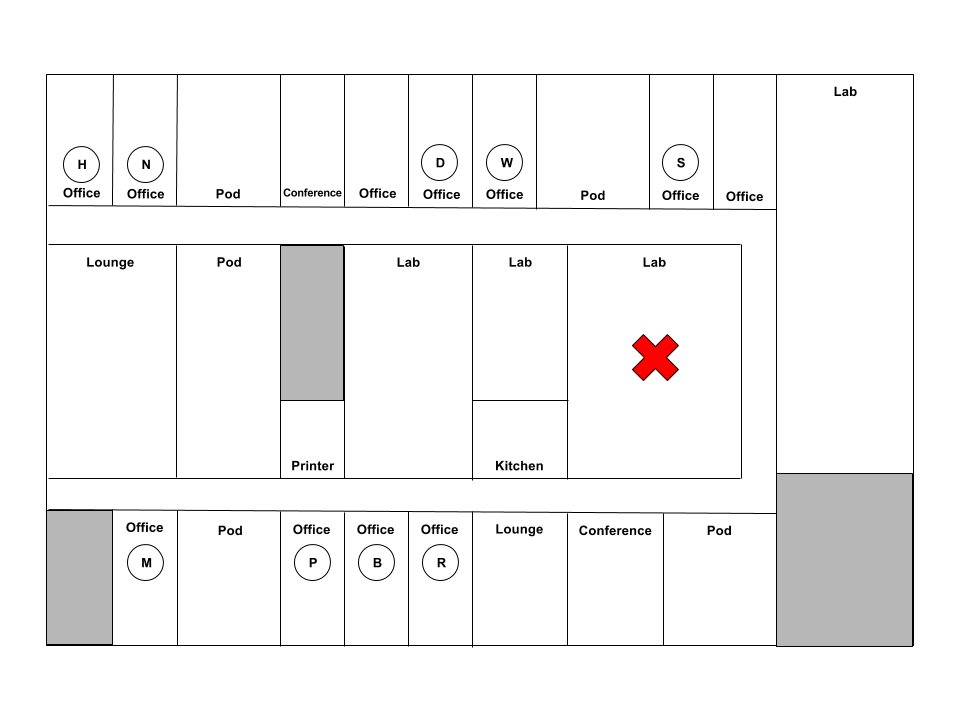 Lab
H
N
D
W
S
Office
Office
Pod
Conference
Office
Office
Office
Pod
Office
Office
Lounge
Pod
Lab
Lab
Lab
Printer
Kitchen
Office
Pod
Office
Office
Office
Lounge
Conference
Pod
M
P
B
R